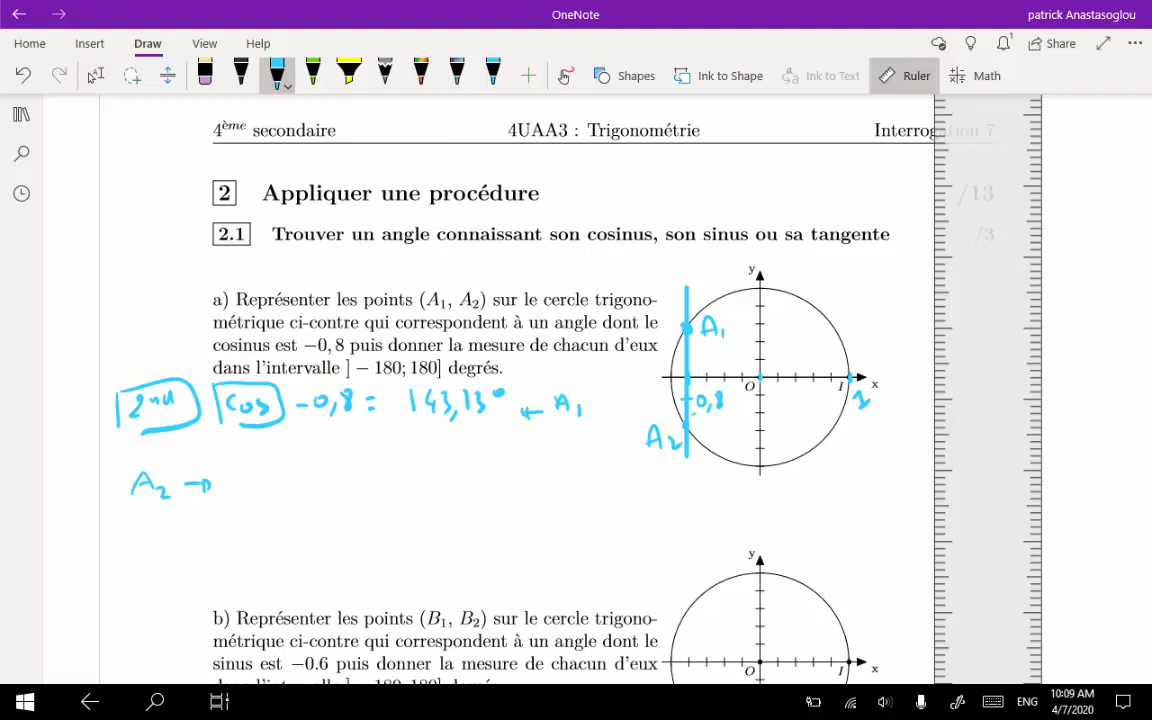 OneNote
patrick Anastasoglou
Home Insert Draw View Help
1 Share
Shapes Ink to Shape Ink to Text Ruler Math
4ème secondaire 4UAA3 : Trigonométrie Interrogation 7
/13
2 Appliquer une procédure
2.1 Trouver un angle connaissant son cosinus, son sinus ou sa tangente
/3
a) Représenter les points (A₁, A₂) sur le cercle trigono-
métrique ci-contre qui correspondent à un angle dont le
cosinus est −0, 8 puis donner la mesure de chacun d'eux
dans l'intervalle ] − 180; 180] degrés.
y
A₁
O I x
-0,8
A₂
2nd cos -0,8 = 143,13° ← A₁
A₂ →
b) Représenter les points (B₁, B₂) sur le cercle trigono-
métrique ci-contre qui correspondent à un angle dont le
sinus est −0.6 puis donner la mesure de chacun d'eux
dans l'intervalle ] − 180; 180] degrés.
y
O I x
ENG
10:09 AM
4/7/2020